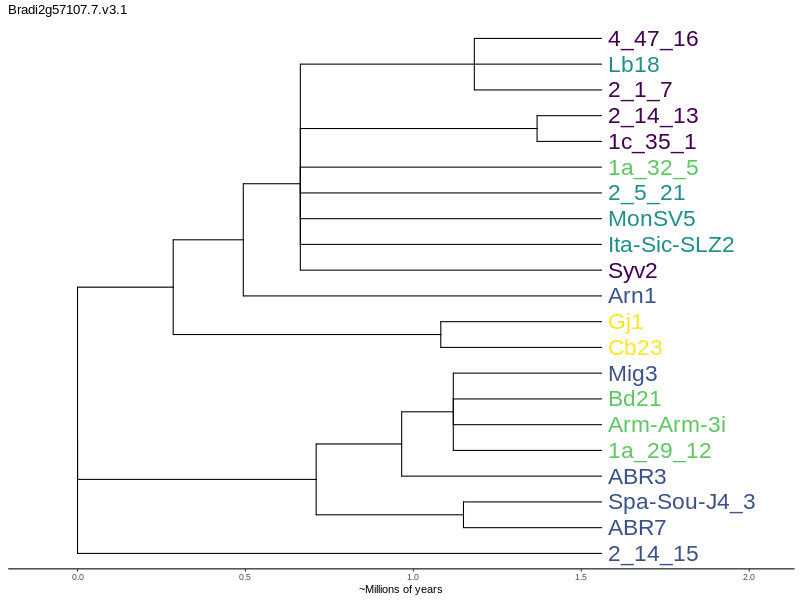 Bradi2g57107.7.v3.1
4_47_16
Lb18
2_1_7
2_14_13
1c_35_1
1a_32_5
2_5_21
MonSV5
Ita-Sic-SLZ2
Syv2
Arn1
Gj1
Cb23
Mig3
Bd21
Arm-Arm-3i
1a_29_12
ABR3
Spa-Sou-J4_3
ABR7
2_14_15
0.0 0.5 1.0 1.5 2.0
~Millions of years